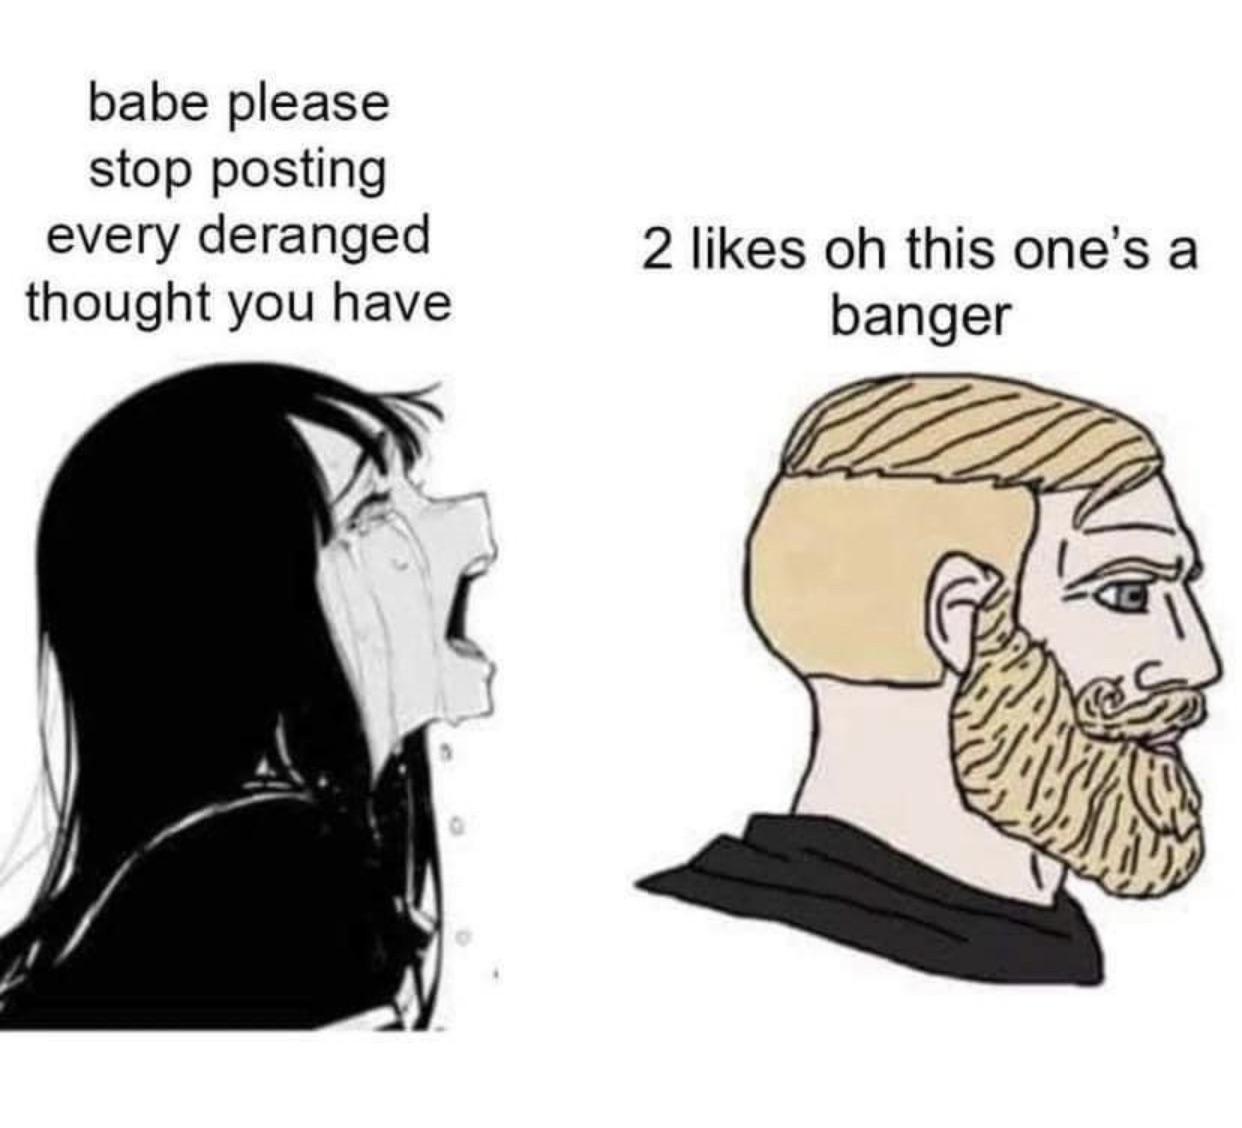 babe please
stop posting
every deranged
thought you have
2 likes oh this one's a
banger